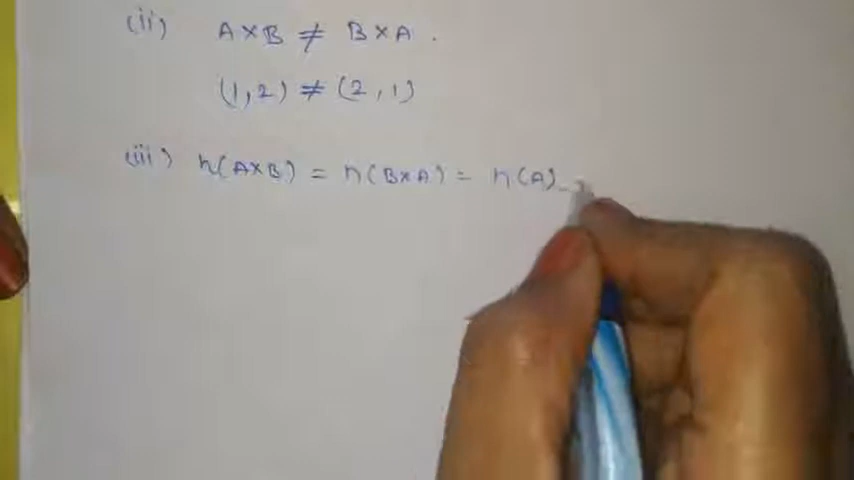 (ii) A×B ≠ B×A .
(1,2) ≠ (2,1)
(iii) n(A×B) = n(B×A) = n(A)